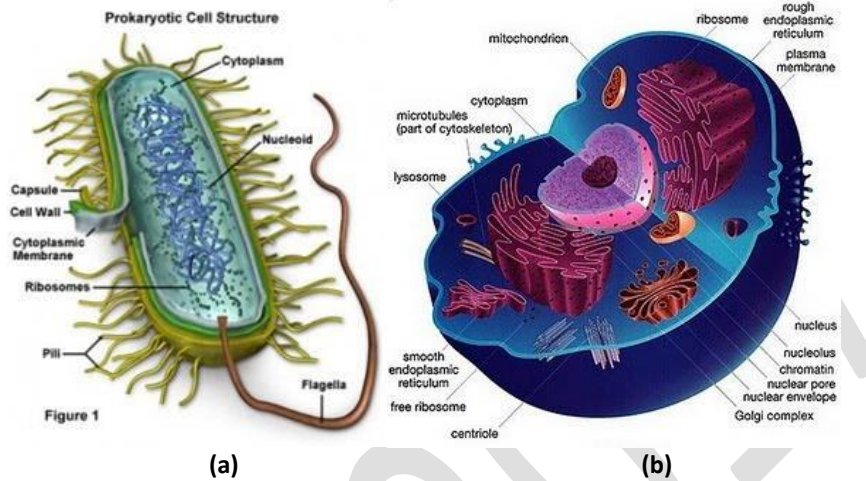 Prokaryotic Cell Structure
Cytoplasm
Nucleoid
Capsule
Cell Wall
Cytoplasmic
Membrane
Ribosomes
Pili
Flagella
Figure 1
(a)
ribosome
rough
endoplasmic
reticulum
mitochondrion
plasma
membrane
cytoplasm
microtubules
(part of cytoskeleton)
lysosome
nucleus
nucleolus
chromatin
nuclear pore
nuclear envelope
Golgi complex
smooth
endoplasmic
reticulum
free ribosome
centriole
(b)